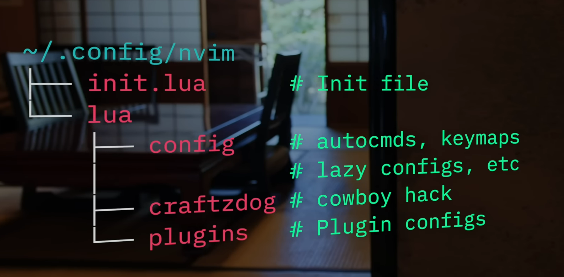 ~/.config/nvim
├── init.lua # Init file
└── lua
├── config # autocmds, keymaps
# lazy configs, etc
├── craftzdog # cowboy hack
└── plugins # Plugin configs